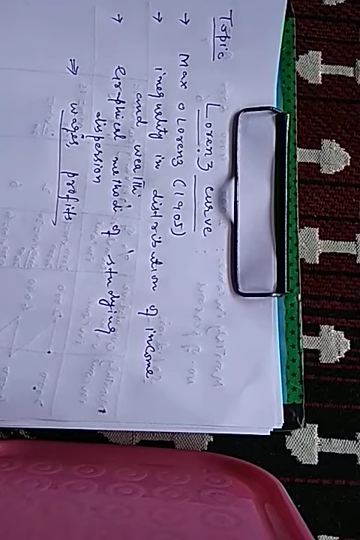 Topic
Lorenz curve :
→ Max O Lorenz (1905)
→ inequality in distribution of income
and wealth
→ Graphical method of studying
dispersion
⇒ wages, profits